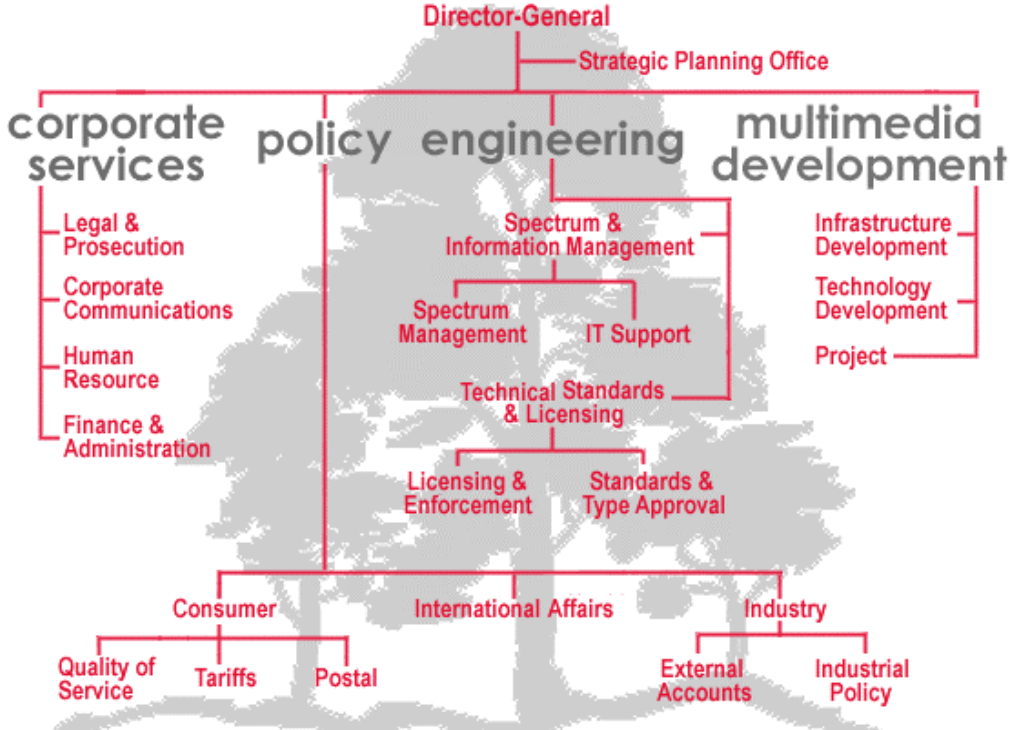 Director-General
Strategic Planning Office
corporate
services
policy
engineering
multimedia
development
Legal &
Prosecution
Corporate
Communications
Human
Resource
Finance &
Administration
Spectrum &
Information Management
Spectrum
Management
IT Support
Technical Standards
& Licensing
Licensing &
Enforcement
Standards &
Type Approval
Infrastructure
Development
Technology
Development
Project
Consumer
International Affairs
Industry
Quality of
Service
Tariffs
Postal
External
Accounts
Industrial
Policy